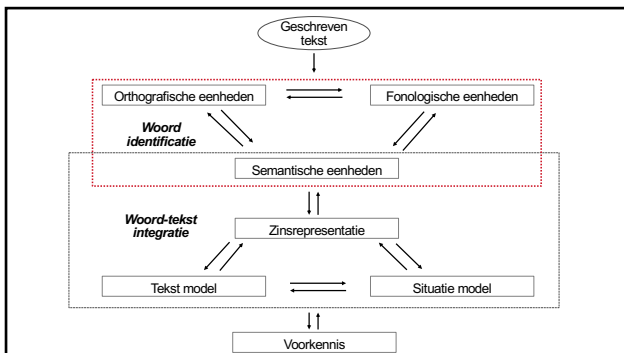 Geschreven
tekst
Orthografische eenheden
Fonologische eenheden
Woord
identificatie
Semantische eenheden
Woord-tekst
integratie
Zinsrepresentatie
Tekst model
Situatie model
Voorkennis